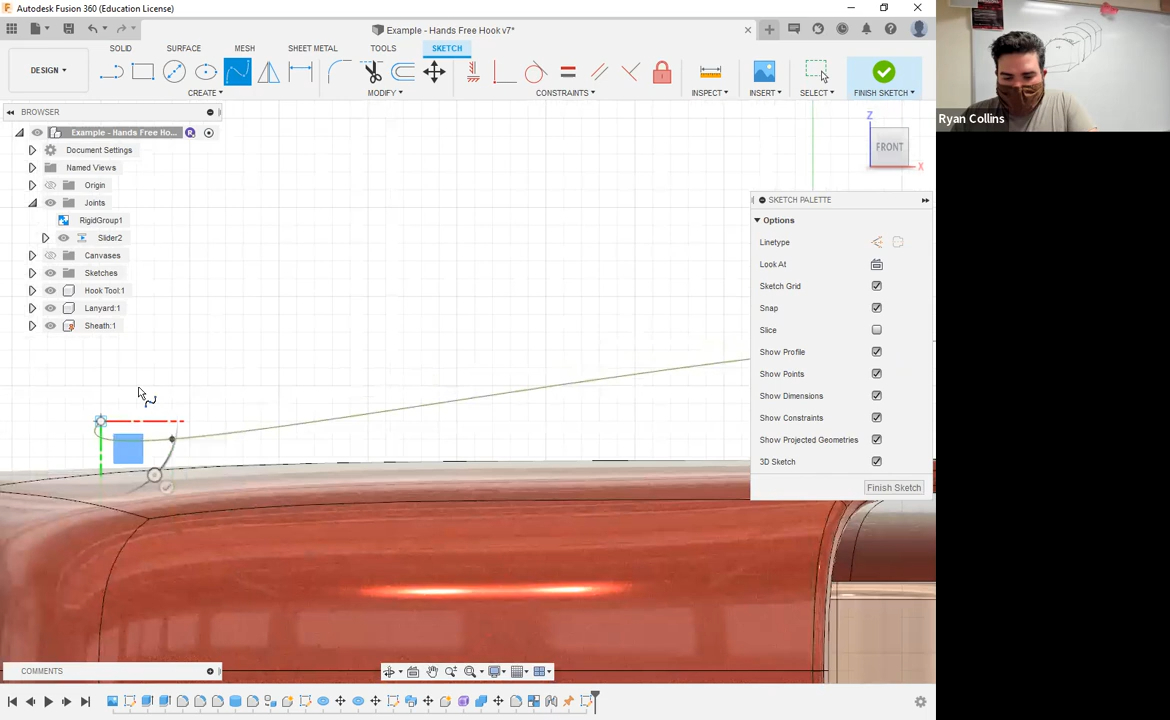 Autodesk Fusion 360 (Education License)
Example - Hands Free Hook v7*
DESIGN
SOLID SURFACE MESH SHEET METAL TOOLS SKETCH
CREATE MODIFY CONSTRAINTS INSPECT INSERT SELECT FINISH SKETCH
BROWSER
Example - Hands Free Ho...
Document Settings
Named Views
Origin
Joints
RigidGroup1
Slider2
Canvases
Sketches
Hook Tool:1
Lanyard:1
Sheath:1
Z
FRONT
X
SKETCH PALETTE
Options
Linetype
Look At
Sketch Grid
Snap
Slice
Show Profile
Show Points
Show Dimensions
Show Constraints
Show Projected Geometries
3D Sketch
Finish Sketch
COMMENTS
Ryan Collins